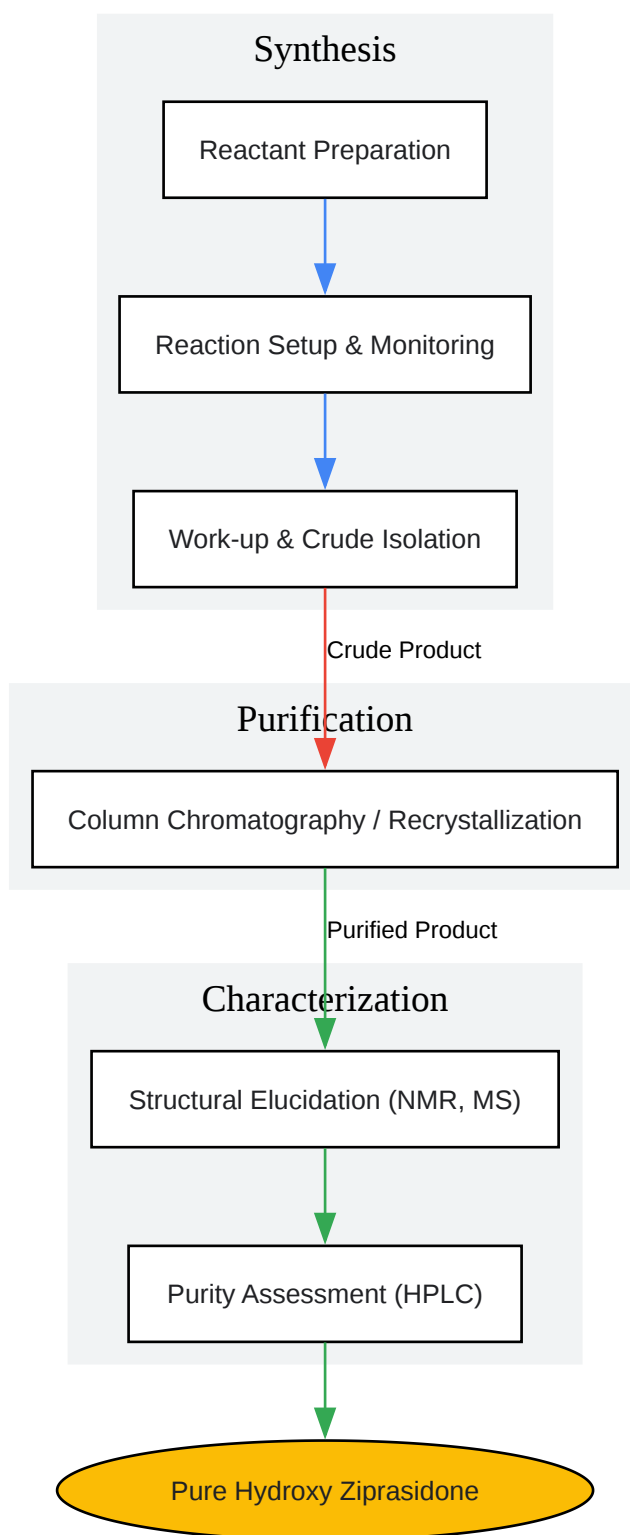 Synthesis
Reactant Preparation
Reaction Setup & Monitoring
Work-up & Crude Isolation
Crude Product
Purification
Column Chromatography / Recrystallization
Purified Product
Characterization
Structural Elucidation (NMR, MS)
Purity Assessment (HPLC)
Pure Hydroxy Ziprasidone